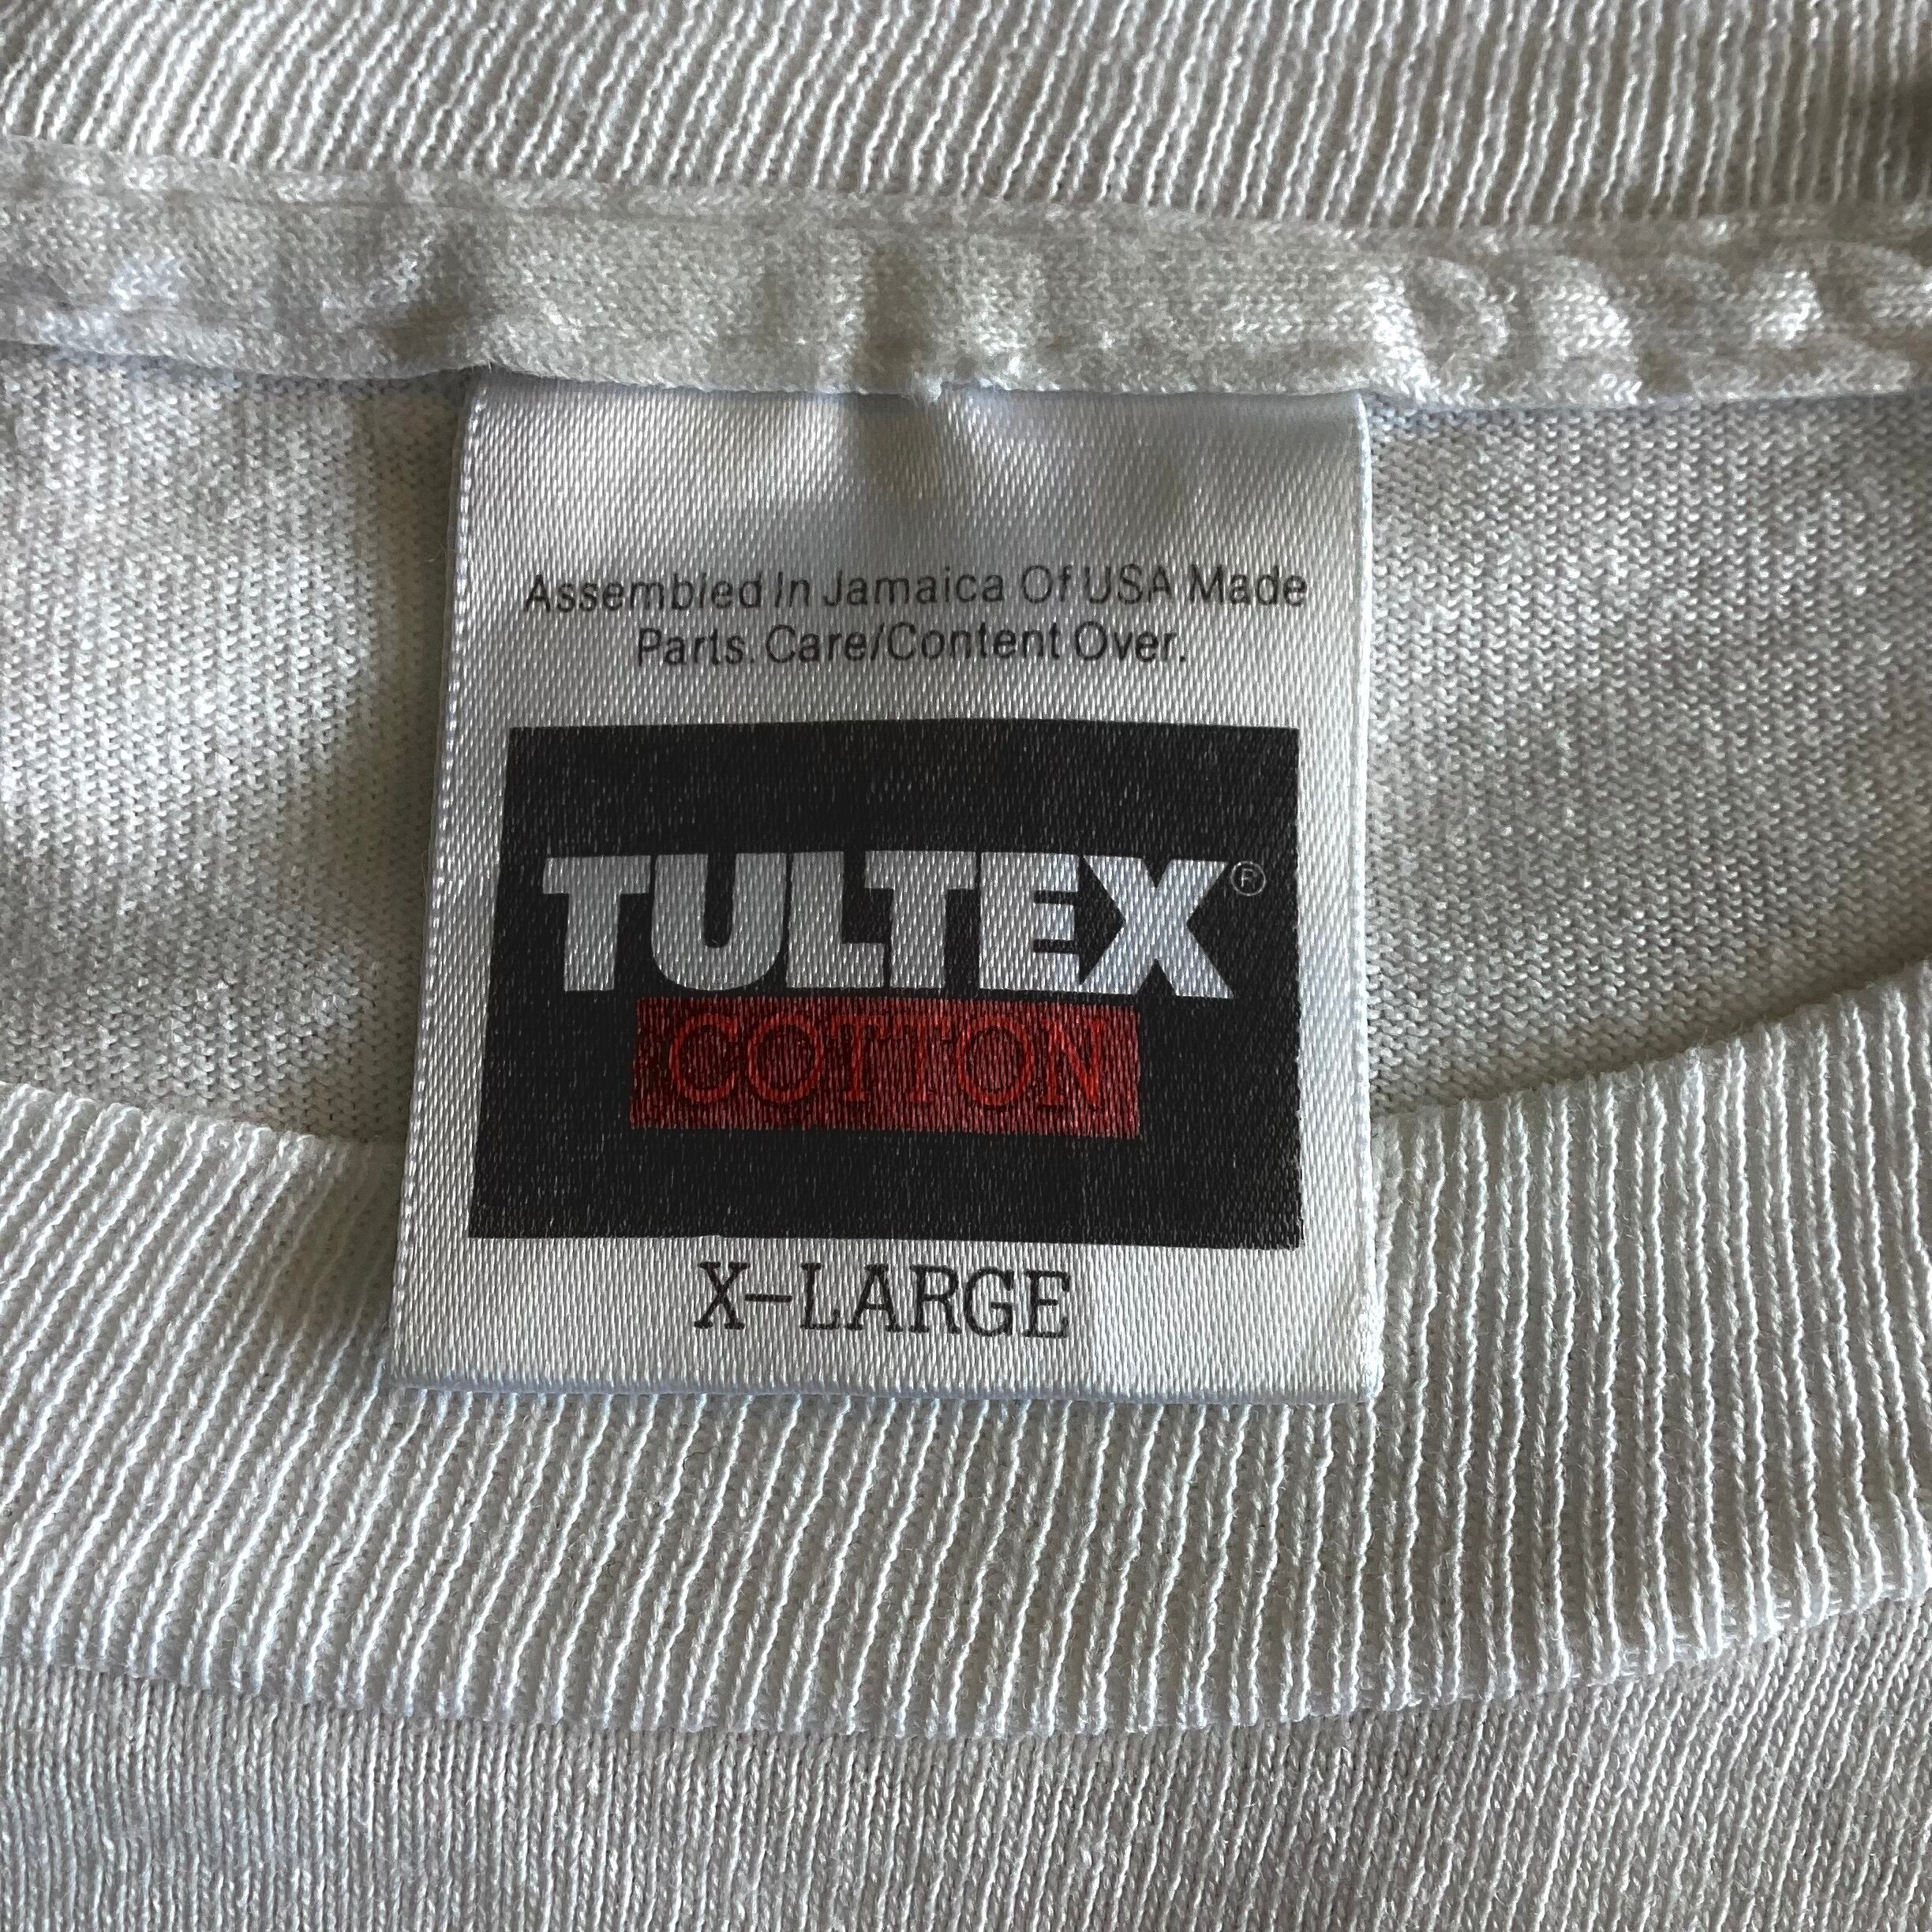 Assembled In Jamaica Of USA Made
Parts. Care/Content Over.
TULTEX®
COTTON
X-LARGE